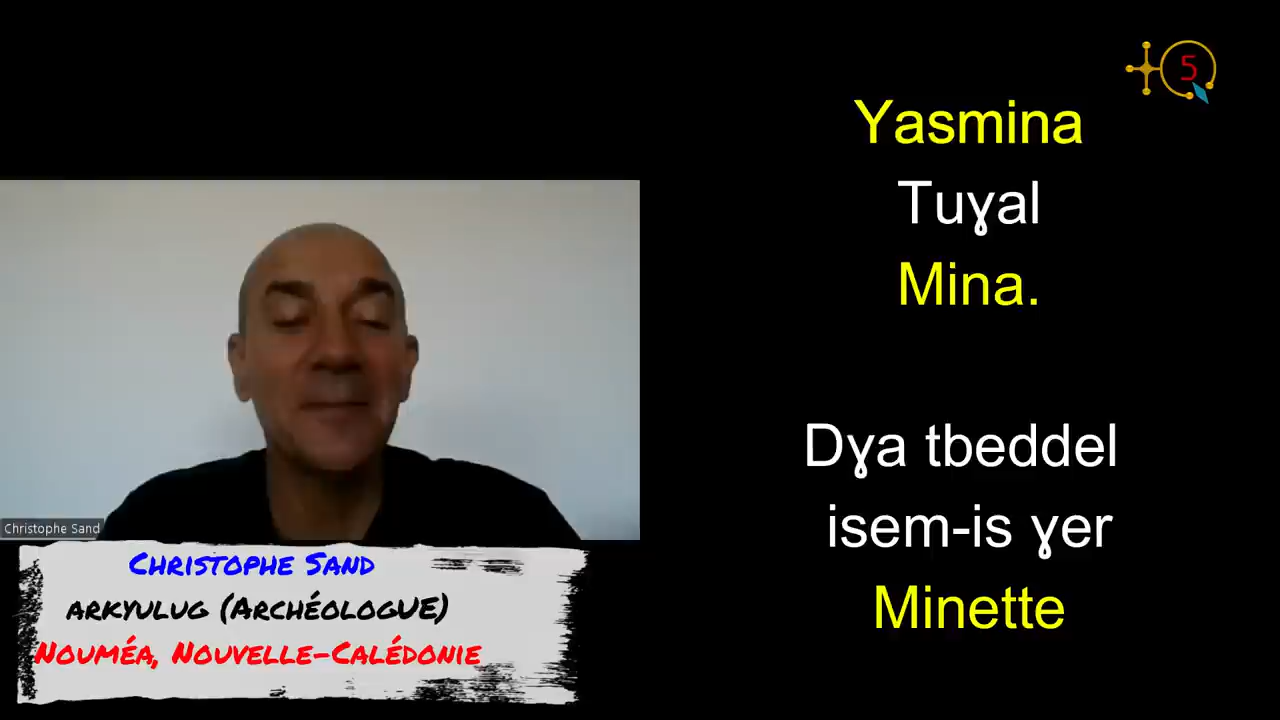 5
Yasmina
Tuɣal
Mina.
Dɣa tbeddel
isem-is ɣer
Minette
Christophe Sand
Christophe Sand
arkyulug (ArchéologUE)
Nouméa, Nouvelle-Calédonie